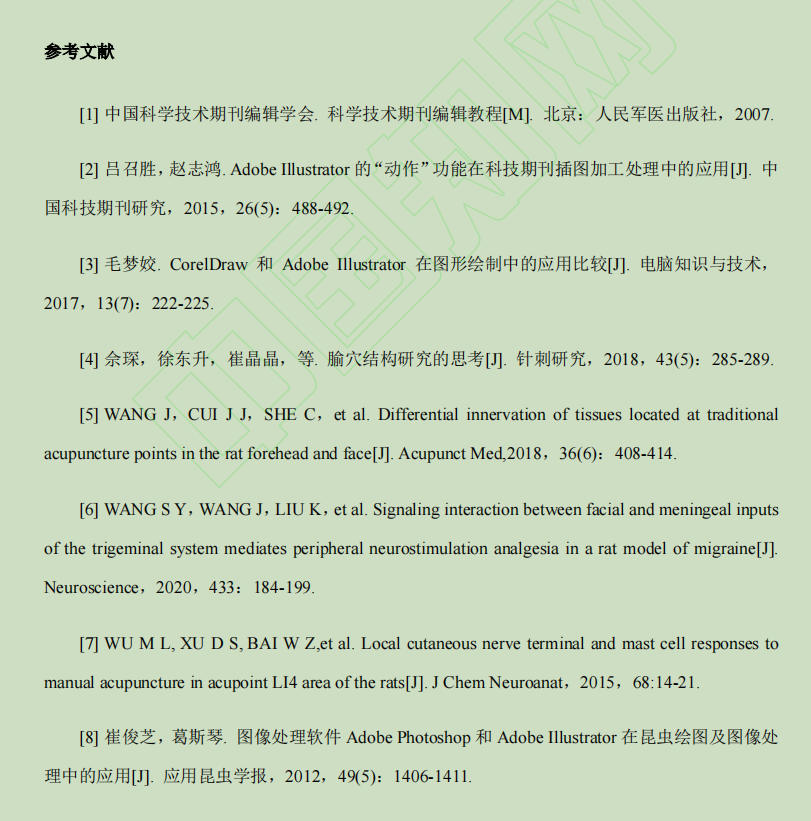 参考文献
[1] 中国科学技术期刊编辑学会. 科学技术期刊编辑教程[M]. 北京：人民军医出版社，2007.
[2] 吕召胜，赵志鸿. Adobe Illustrator 的“动作”功能在科技期刊插图加工处理中的应用[J]. 中
国科技期刊研究，2015，26(5)：488-492.
[3] 毛梦姣. CorelDraw 和 Adobe Illustrator 在图形绘制中的应用比较[J]. 电脑知识与技术，
2017，13(7)：222-225.
[4] 佘琛，徐东升，崔晶晶，等. 腧穴结构研究的思考[J]. 针刺研究，2018，43(5)：285-289.
[5] WANG J，CUI J J，SHE C，et al. Differential innervation of tissues located at traditional
acupuncture points in the rat forehead and face[J]. Acupunct Med,2018，36(6)：408-414.
[6] WANG S Y，WANG J，LIU K，et al. Signaling interaction between facial and meningeal inputs
of the trigeminal system mediates peripheral neurostimulation analgesia in a rat model of migraine[J].
Neuroscience，2020，433：184-199.
[7] WU M L, XU D S, BAI W Z,et al. Local cutaneous nerve terminal and mast cell responses to
manual acupuncture in acupoint LI4 area of the rats[J]. J Chem Neuroanat，2015，68:14-21.
[8] 崔俊芝，葛斯琴. 图像处理软件 Adobe Photoshop 和 Adobe Illustrator 在昆虫绘图及图像处
理中的应用[J]. 应用昆虫学报，2012，49(5)：1406-1411.
中国知网